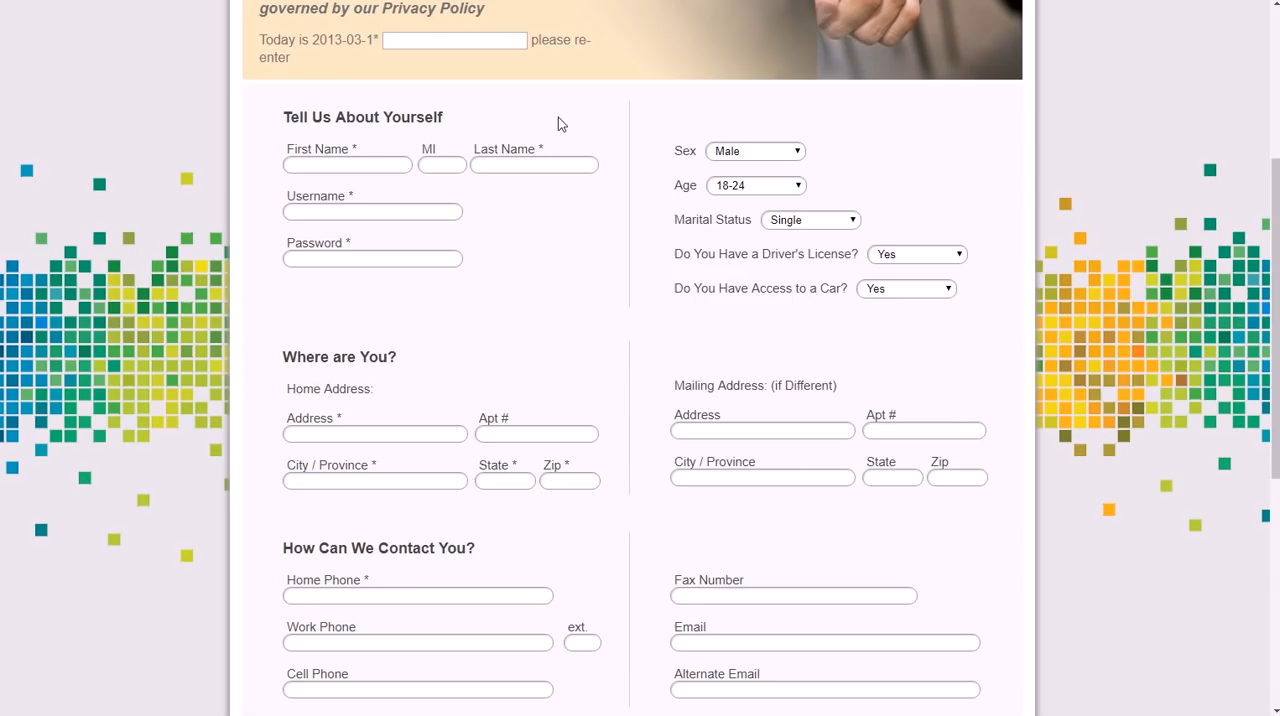 governed by our Privacy Policy
Today is 2013-03-1* please re-
enter
Tell Us About Yourself
First Name * MI Last Name *
Username *
Password *
Sex Male
Age 18-24
Marital Status Single
Do You Have a Driver's License? Yes
Do You Have Access to a Car? Yes
Where are You?
Home Address:
Address * Apt #
City / Province * State * Zip *
Mailing Address: (if Different)
Address Apt #
City / Province State Zip
How Can We Contact You?
Home Phone *
Work Phone ext.
Cell Phone
Fax Number
Email
Alternate Email